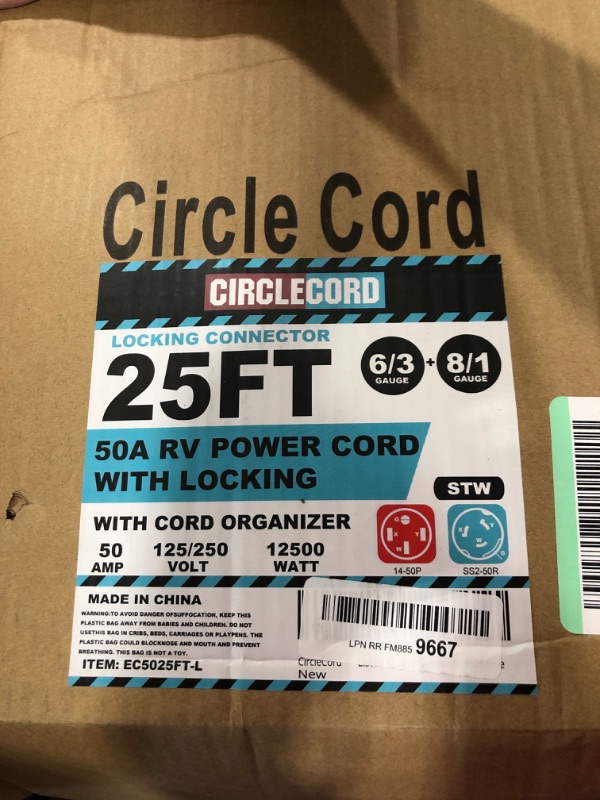 Circle Cord
CIRCLECORD
LOCKING CONNECTOR
25FT
6/3 GAUGE + 8/1 GAUGE
50A RV POWER CORD
WITH LOCKING
STW
WITH CORD ORGANIZER
50 AMP 125/250 VOLT 12500 WATT
G X Y W
14-50P
X Y W G
SS2-50R
MADE IN CHINA
WARNING:TO AVOID DANGER OFSUFFOCATION, KEEP THIS
PLASTIC BAG AWAY FROM BABIES AND CHILDREN. DO NOT
USETHIS BAG IN CRIBS, BEDS, CARRIAGES OR PLAYPENS. THE
PLASTIC BAG COULD BLOCKNOSE AND MOUTH AND PREVENT
BREATHING. THIS BAG IS NOT A TOY.
ITEM: EC5025FT-L
LPN RR FM885 9667
CircleCord
New